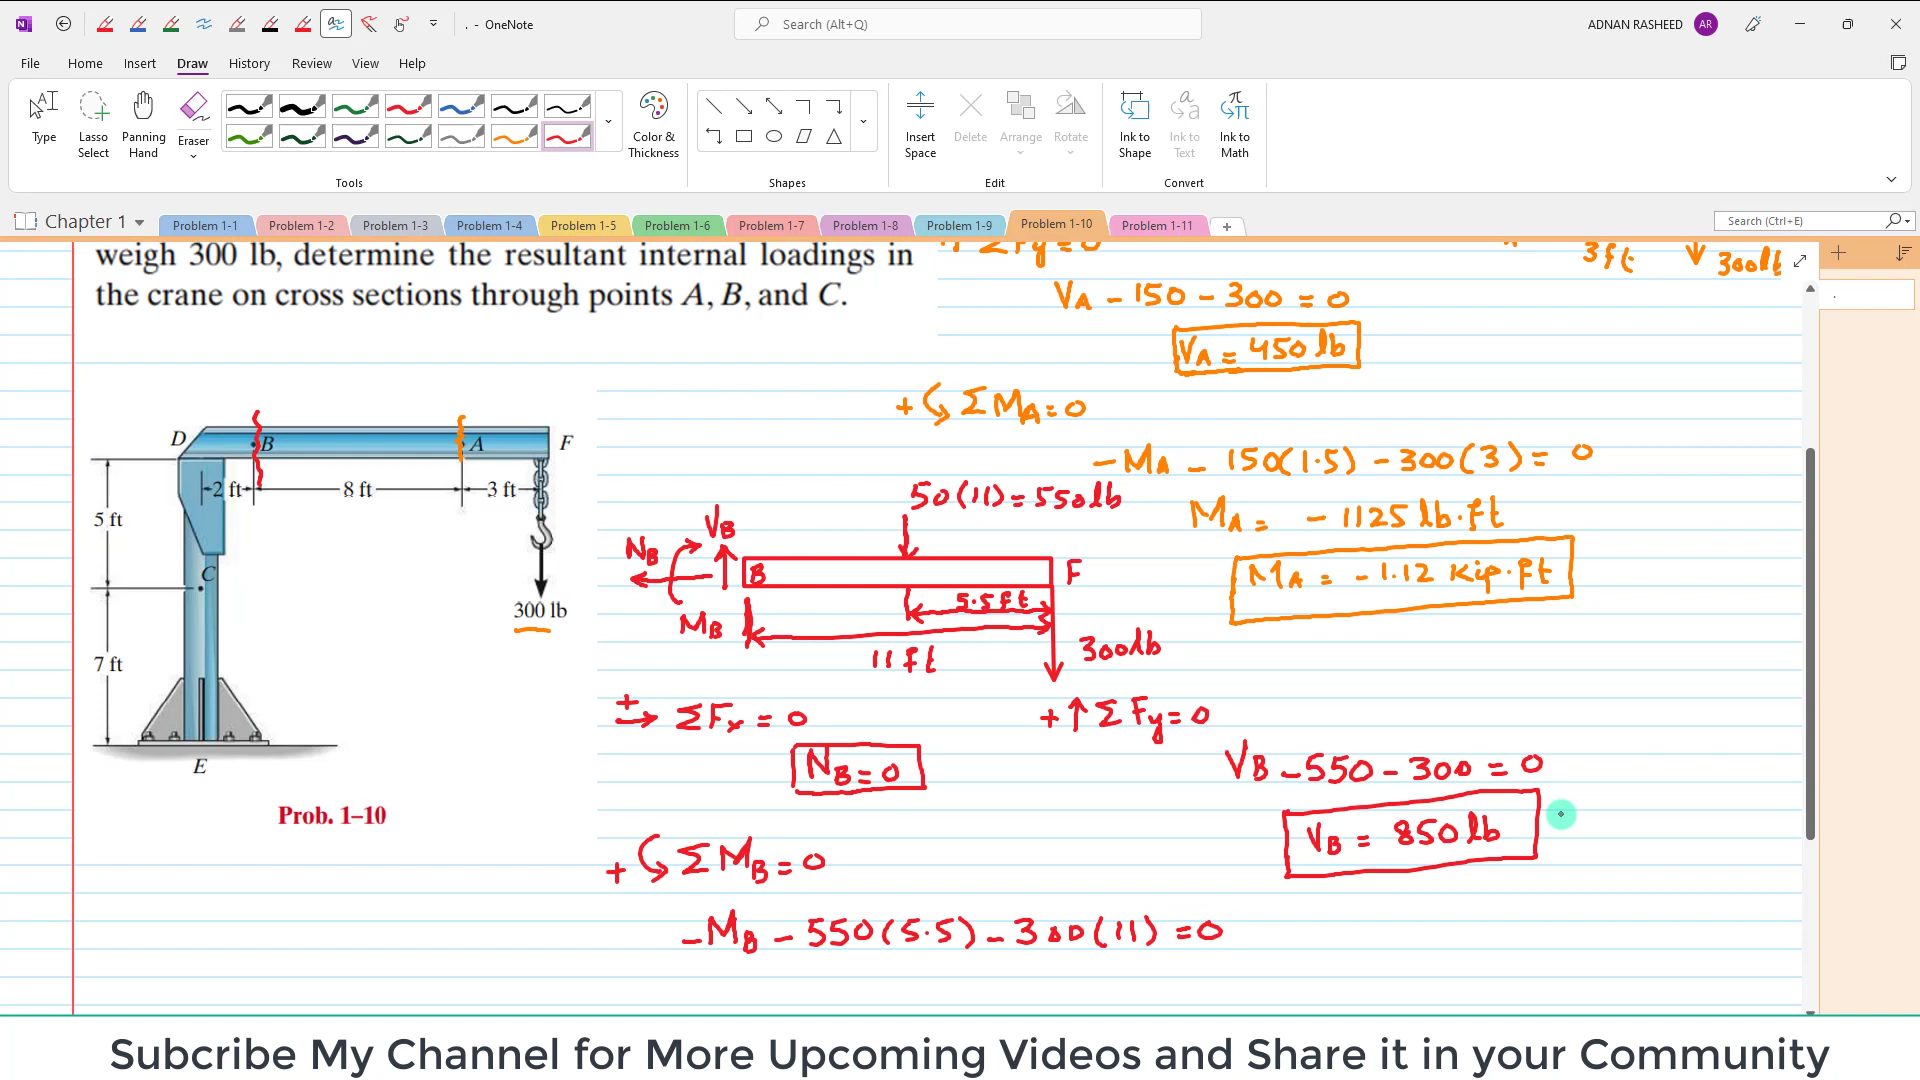 . - OneNote
Search (Alt+Q)
ADNAN RASHEED AR
File Home Insert Draw History Review View Help
Type
Lasso Select
Panning Hand
Eraser
Color & Thickness
Insert Space
Delete
Arrange
Rotate
Ink to Shape
Ink to Text
Ink to Math
Tools
Shapes
Edit
Convert
Chapter 1
Problem 1-1 Problem 1-2 Problem 1-3 Problem 1-4 Problem 1-5 Problem 1-6 Problem 1-7 Problem 1-8 Problem 1-9 Problem 1-10 Problem 1-11
Search (Ctrl+E)
weigh 300 lb, determine the resultant internal loadings in
the crane on cross sections through points A, B, and C.
D B A F
2 ft 8 ft 3 ft
5 ft
C
300 lb
7 ft
E
Prob. 1–10
ΣFy=0
3ft 300lb
VA - 150 - 300 = 0
VA = 450 lb
+ ΣMA=0
-MA - 150(1.5) - 300(3) = 0
MA = -1125 lb.ft
MA = -1.12 Kip.ft
50(11)=550lb
VB
NB
B F
MB
5.5ft
11ft
300lb
+→ ΣFx = 0
NB=0
+↑ΣFy=0
VB - 550 - 300 = 0
VB = 850 lb
+ ΣMB=0
-MB - 550(5.5) - 300(11) = 0
Subcribe My Channel for More Upcoming Videos and Share it in your Community